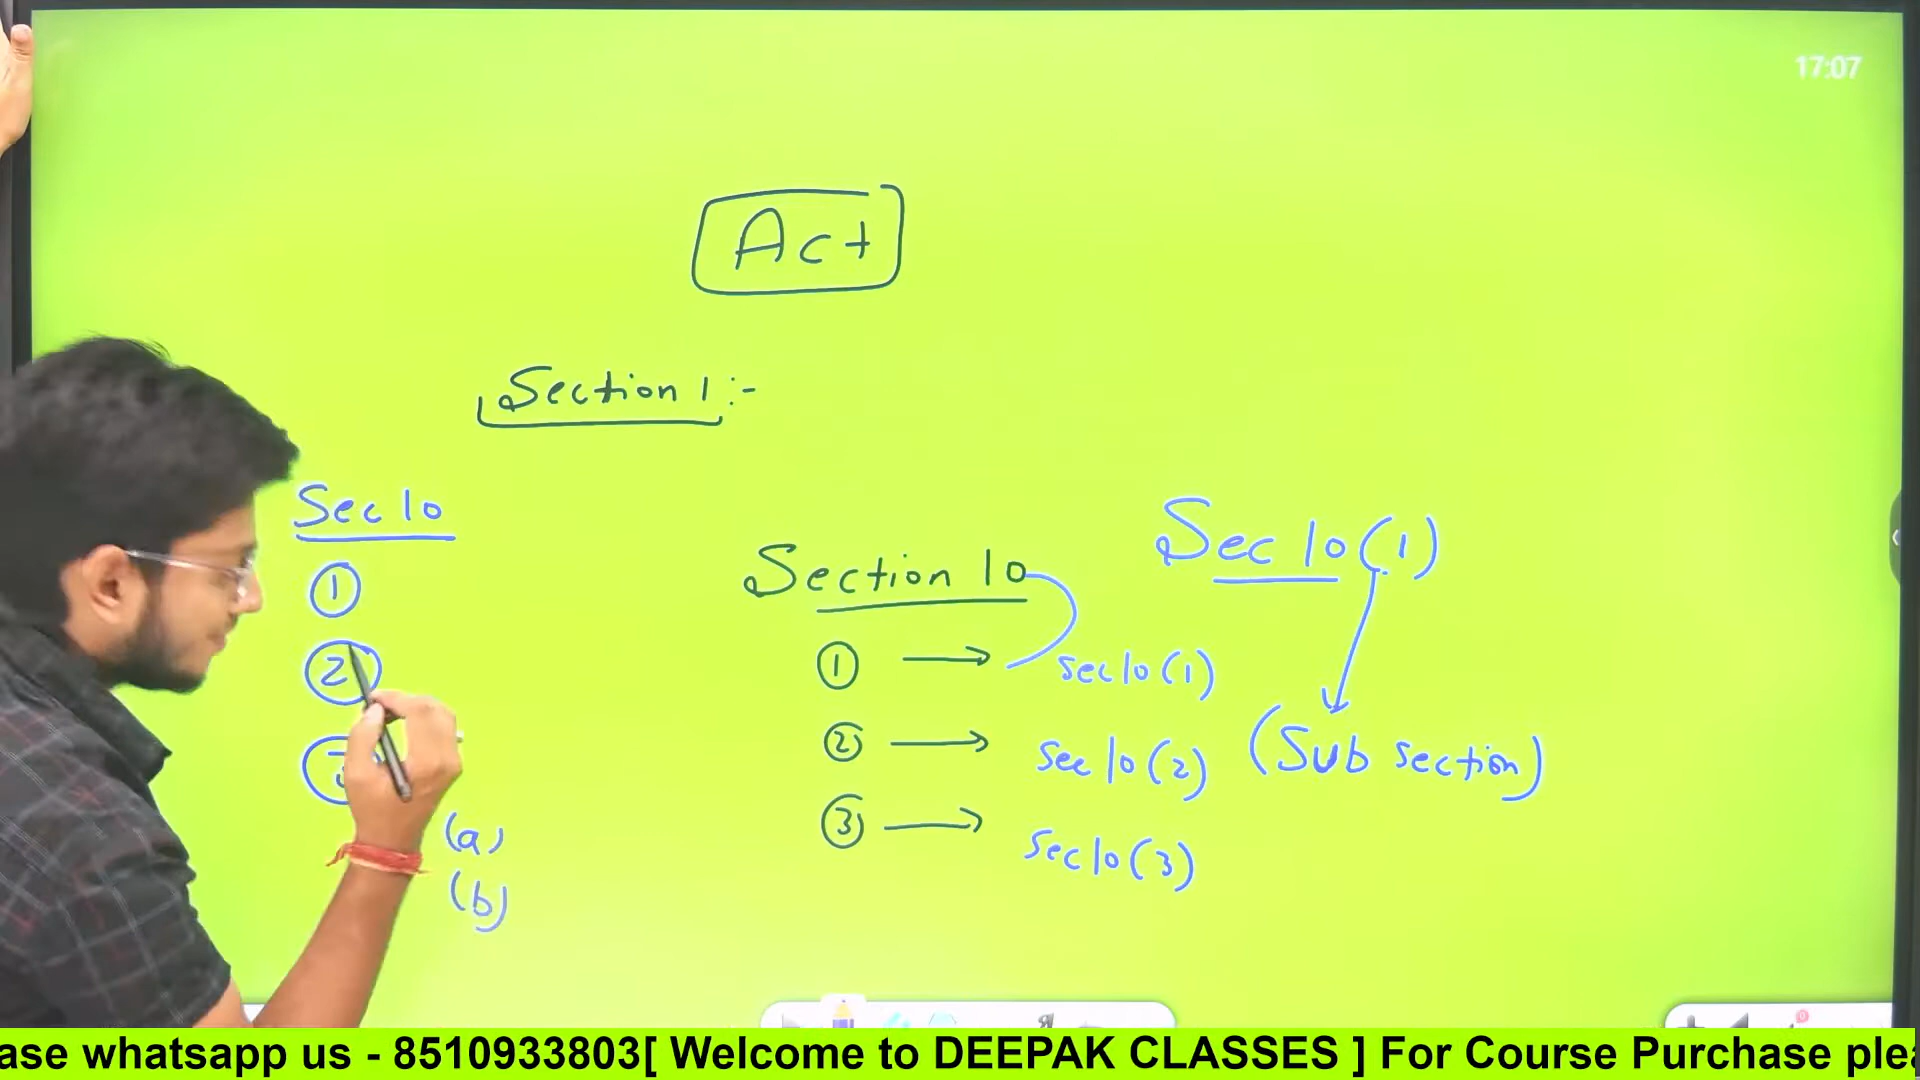 17:07
Act
Section 1 :-
Sec 10
①
②
(a)
(b)
Section 10
① → sec 10 (1)
② → sec 10 (2)
③ → sec 10 (3)
Sec 10 (1)
(Sub section)
ase whatsapp us - 8510933803[ Welcome to DEEPAK CLASSES ] For Course Purchase plea